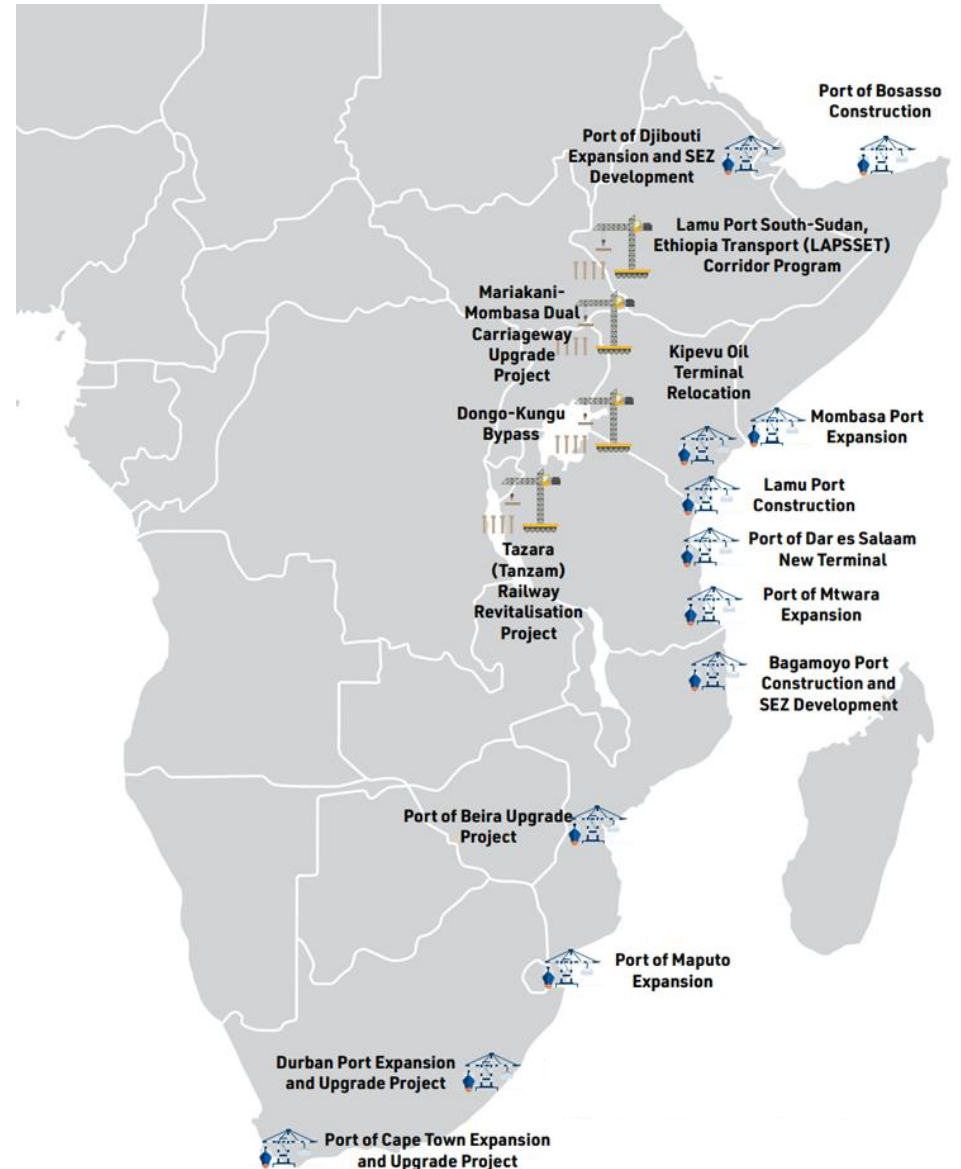 Port of Bosasso
Construction
Port of Djibouti
Expansion and SEZ
Development
Lamu Port South-Sudan,
Ethiopia Transport (LAPSSET)
Corridor Program
Mariakani-
Mombasa Dual
Carriageway
Upgrade
Project
Kipevu Oil
Terminal
Relocation
Dongo-Kungu
Bypass
Mombasa Port
Expansion
Lamu Port
Construction
Port of Dar es Salaam
New Terminal
Tazara
(Tanzam)
Railway
Revitalisation
Project
Port of Mtwara
Expansion
Bagamoyo Port
Construction and
SEZ Development
Port of Beira Upgrade
Project
Port of Maputo
Expansion
Durban Port Expansion
and Upgrade Project
Port of Cape Town Expansion
and Upgrade Project